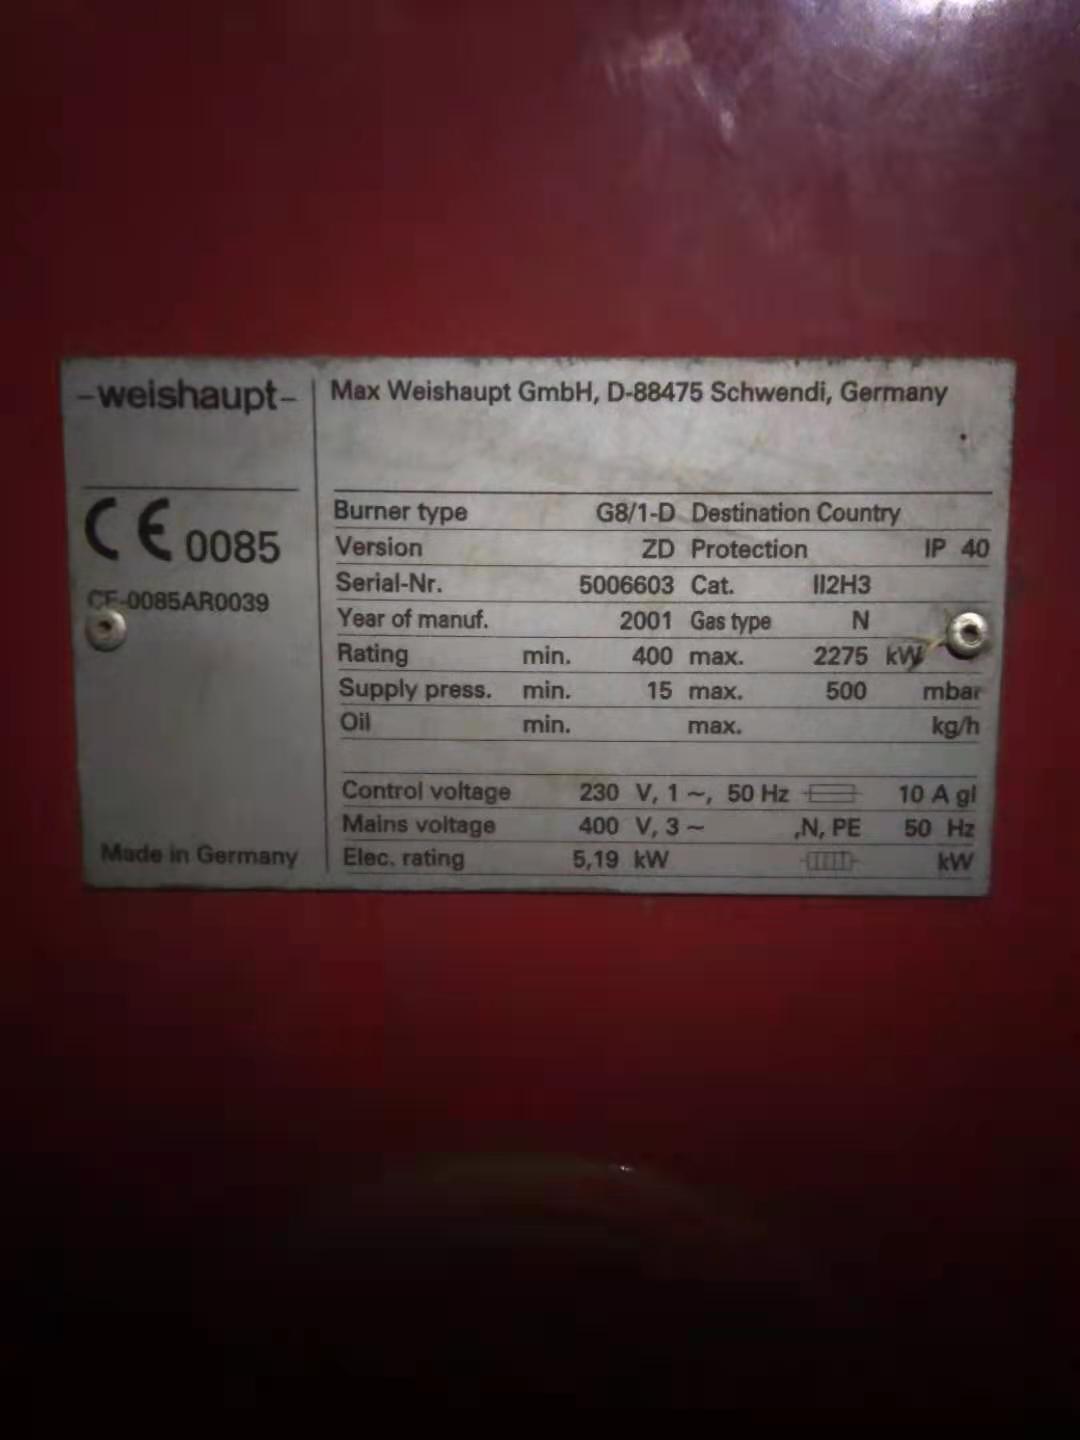 -weishaupt-
Max Weishaupt GmbH, D-88475 Schwendi, Germany
CE 0085
CE-0085AR0039
Made in Germany
Burner type G8/1-D Destination Country
Version ZD Protection IP 40
Serial-Nr. 5006603 Cat. II2H3
Year of manuf. 2001 Gas type N
Rating min. 400 max. 2275 kW
Supply press. min. 15 max. 500 mbar
Oil min. max. kg/h
Control voltage 230 V, 1 ~, 50 Hz 10 A gl
Mains voltage 400 V, 3 ~ ,N, PE 50 Hz
Elec. rating 5,19 kW kW